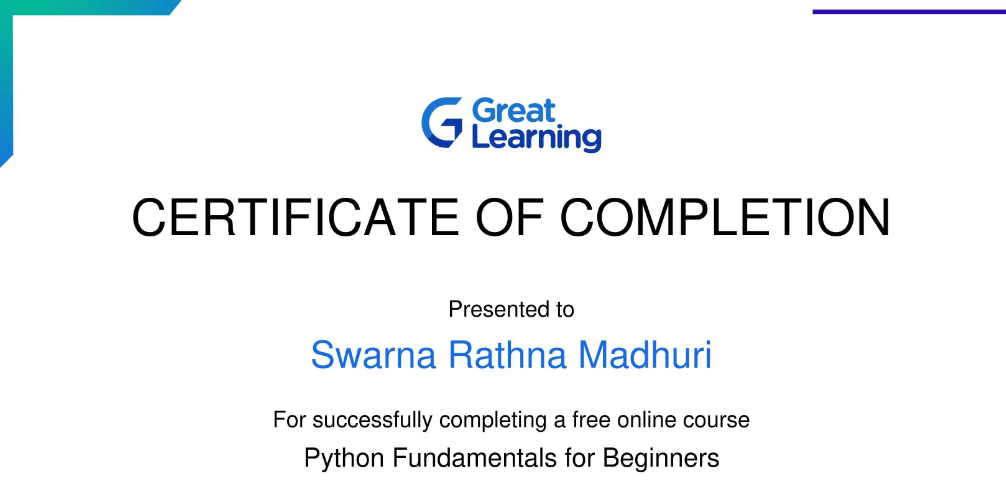 Great
Learning
CERTIFICATE OF COMPLETION
Presented to
Swarna Rathna Madhuri
For successfully completing a free online course
Python Fundamentals for Beginners